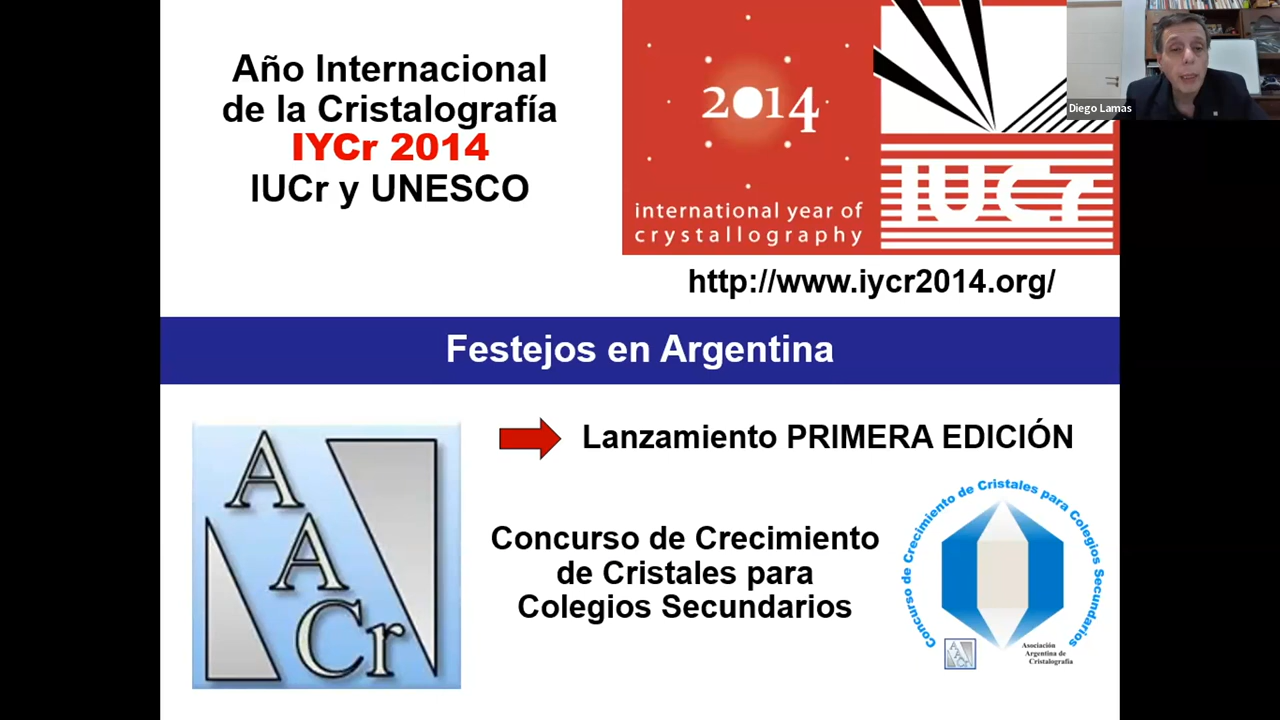 Año Internacional
de la Cristalografía
IYCr 2014
IUCr y UNESCO
2014
international year of
crystallography
IUCr
Diego Lamas
http://www.iycr2014.org/
Festejos en Argentina
AACr
Lanzamiento PRIMERA EDICIÓN
Concurso de Crecimiento
de Cristales para
Colegios Secundarios
Concurso de Crecimiento de Cristales para Colegios Secundarios
AACr
Asociación
Argentina de
Cristalografía